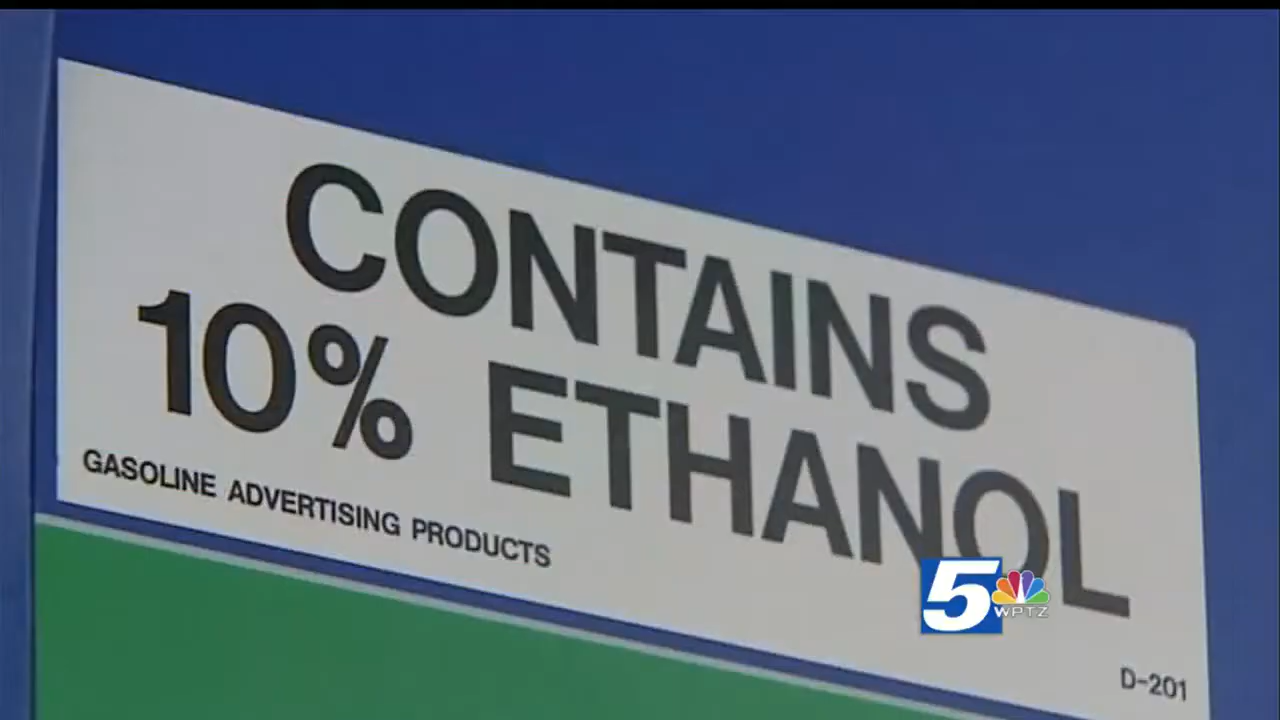 CONTAINS
10% ETHANOL
GASOLINE ADVERTISING PRODUCTS
5
WPTZ
D-201